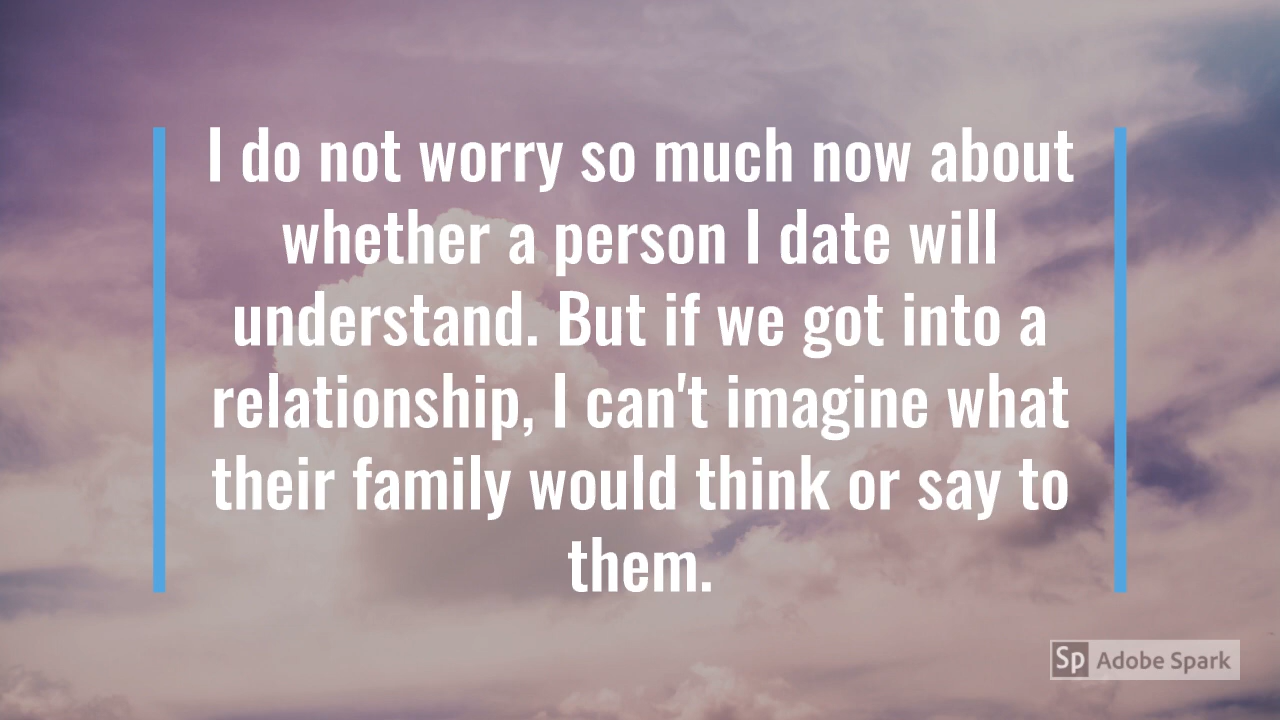 I do not worry so much now about
whether a person I date will
understand. But if we got into a
relationship, I can't imagine what
their family would think or say to
them.
Sp Adobe Spark